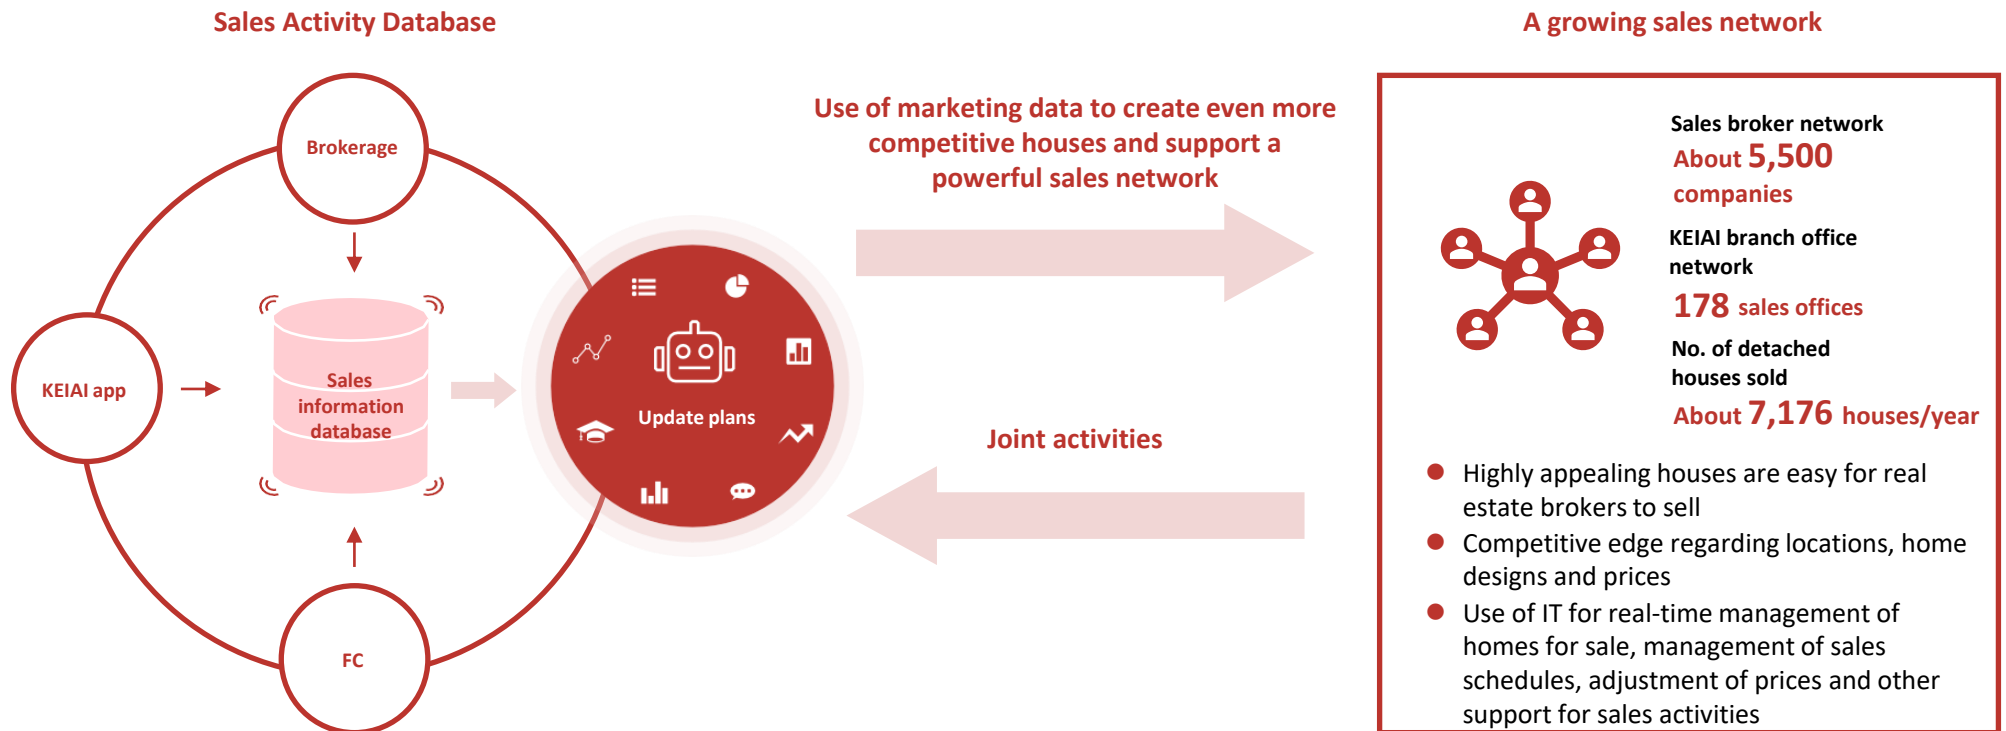 Sales Activity Database
Brokerage
KEIAI app
Sales
information
database
FC
Update plans
Use of marketing data to create even more
competitive houses and support a
powerful sales network
Joint activities
A growing sales network
Sales broker network
About 5,500
companies
KEIAI branch office
network
178 sales offices
No. of detached
houses sold
About 7,176 houses/year
● Highly appealing houses are easy for real
estate brokers to sell
● Competitive edge regarding locations, home
designs and prices
● Use of IT for real-time management of
homes for sale, management of sales
schedules, adjustment of prices and other
support for sales activities